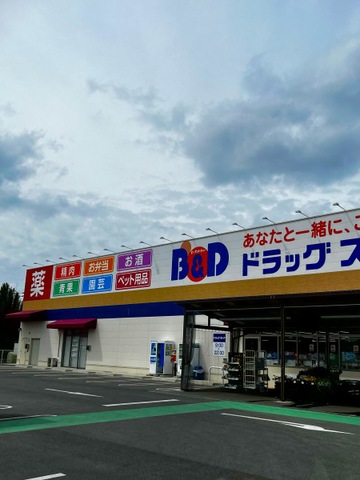 薬
精肉
お弁当
お酒
青果
園芸
ペット用品
B&D
あなたと一緒に、こ
ドラッグス